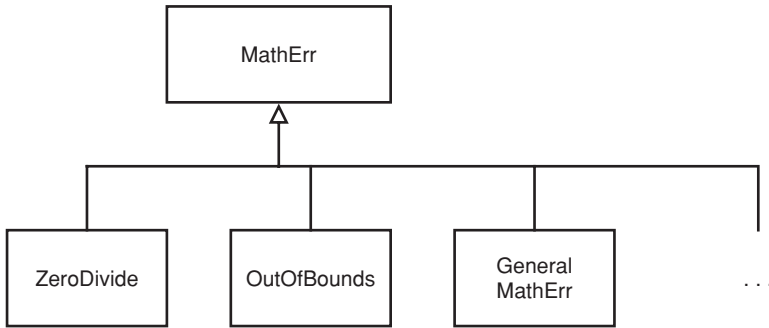 MathErr
ZeroDivide
OutOfBounds
General
MathErr
. . .